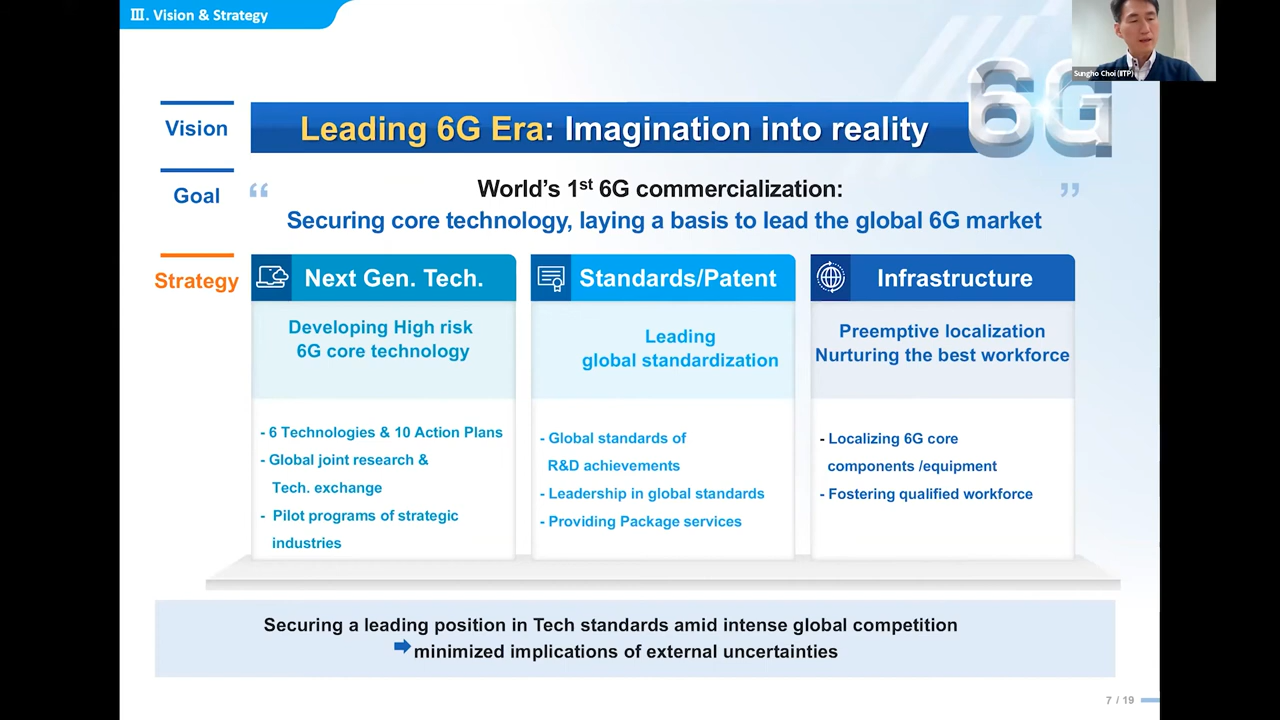 Ⅲ. Vision & Strategy
Sungho Choi (IITP)
6G
Vision
Leading 6G Era: Imagination into reality
Goal
“ World's 1st 6G commercialization: ”
Securing core technology, laying a basis to lead the global 6G market
Strategy
Next Gen. Tech.
Developing High risk
6G core technology
- 6 Technologies & 10 Action Plans
- Global joint research &
Tech. exchange
- Pilot programs of strategic
industries
Standards/Patent
Leading
global standardization
- Global standards of
R&D achievements
- Leadership in global standards
- Providing Package services
Infrastructure
Preemptive localization
Nurturing the best workforce
- Localizing 6G core
components /equipment
- Fostering qualified workforce
Securing a leading position in Tech standards amid intense global competition
➡ minimized implications of external uncertainties
7 / 19